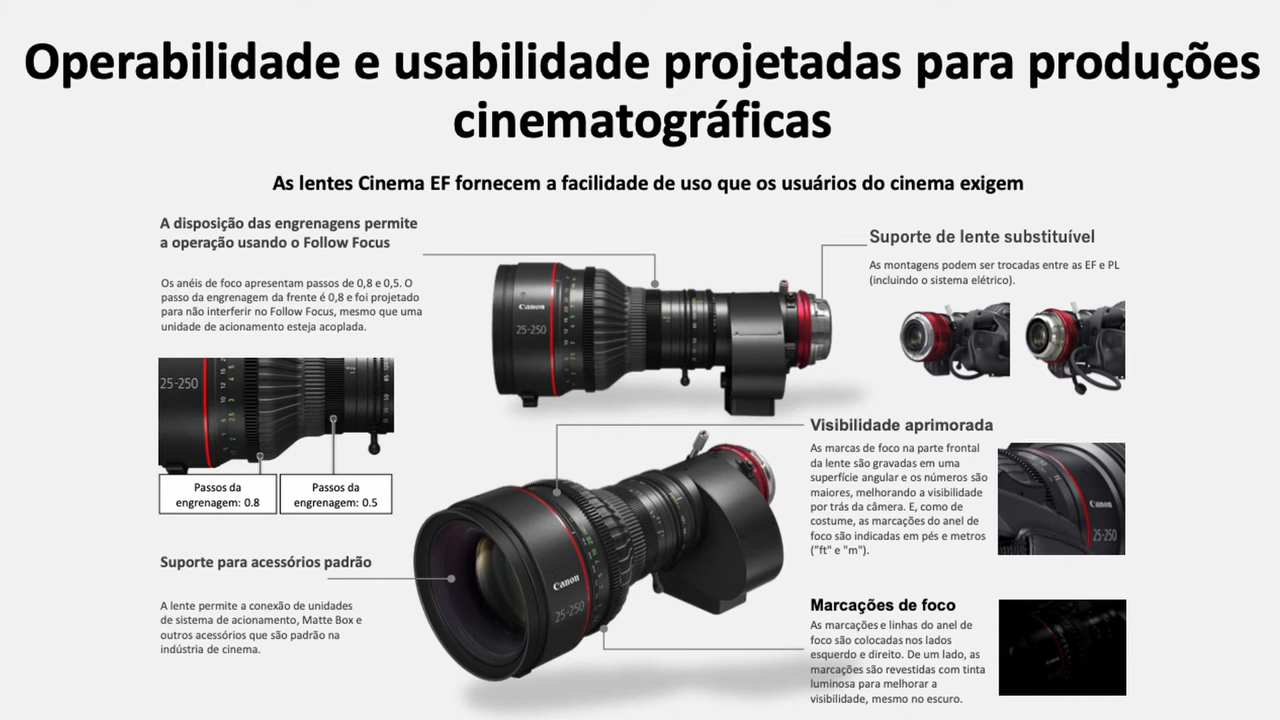 Operabilidade e usabilidade projetadas para produções
cinematográficas
As lentes Cinema EF fornecem a facilidade de uso que os usuários do cinema exigem
A disposição das engrenagens permite
a operação usando o Follow Focus
Os anéis de foco apresentam passos de 0,8 e 0,5. O
passo da engrenagem da frente é 0,8 e foi projetado
para não interferir no Follow Focus, mesmo que uma
unidade de acionamento esteja acoplada.
25-250
Passos da
engrenagem: 0.8
Passos da
engrenagem: 0.5
Suporte para acessórios padrão
A lente permite a conexão de unidades
de sistema de acionamento, Matte Box e
outros acessórios que são padrão na
indústria de cinema.
Canon
25-250
Canon
25-250
Suporte de lente substituível
As montagens podem ser trocadas entre as EF e PL
(incluindo o sistema elétrico).
Visibilidade aprimorada
As marcas de foco na parte frontal
da lente são gravadas em uma
superfície angular e os números são
maiores, melhorando a visibilidade
por trás da câmera. E, como de
costume, as marcações do anel de
foco são indicadas em pés e metros
("ft" e "m").
Canon
25-250
Marcações de foco
As marcações e linhas do anel de
foco são colocadas nos lados
esquerdo e direito. De um lado, as
marcações são revestidas com tinta
luminosa para melhorar a
visibilidade, mesmo no escuro.